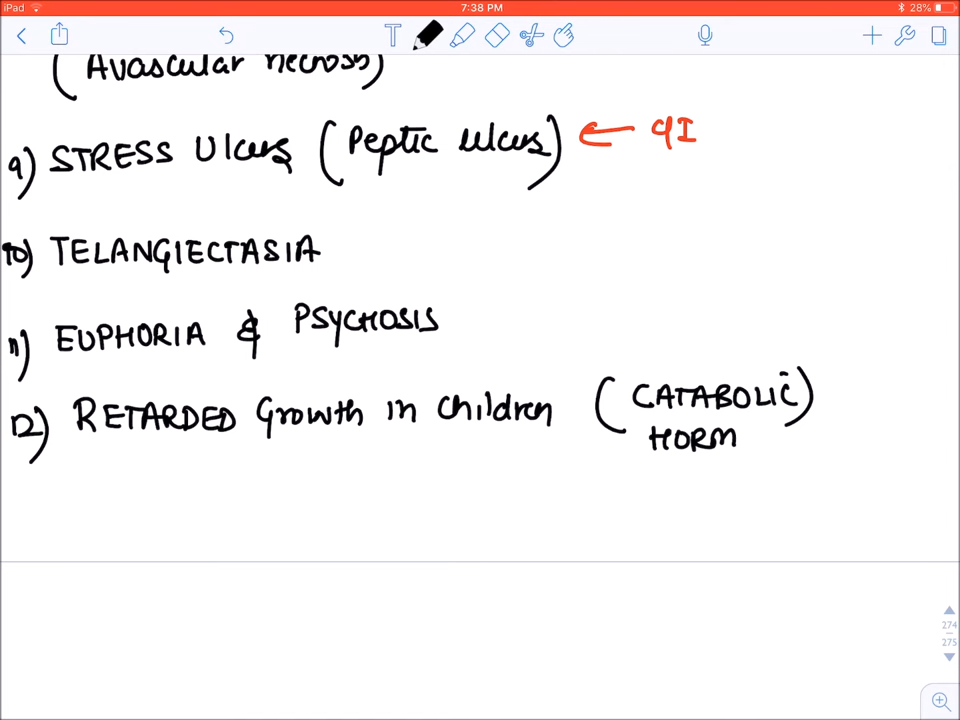 iPad 7:38 PM 28%
T
(Avascular necrosis)
9) STRESS Ulcers (Peptic ulcers) ← GI
10) TELANGIECTASIA
11) EUPHORIA & PSYCHOSIS
12) RETARDED Growth in children (CATABOLIC)
HORM
274
275